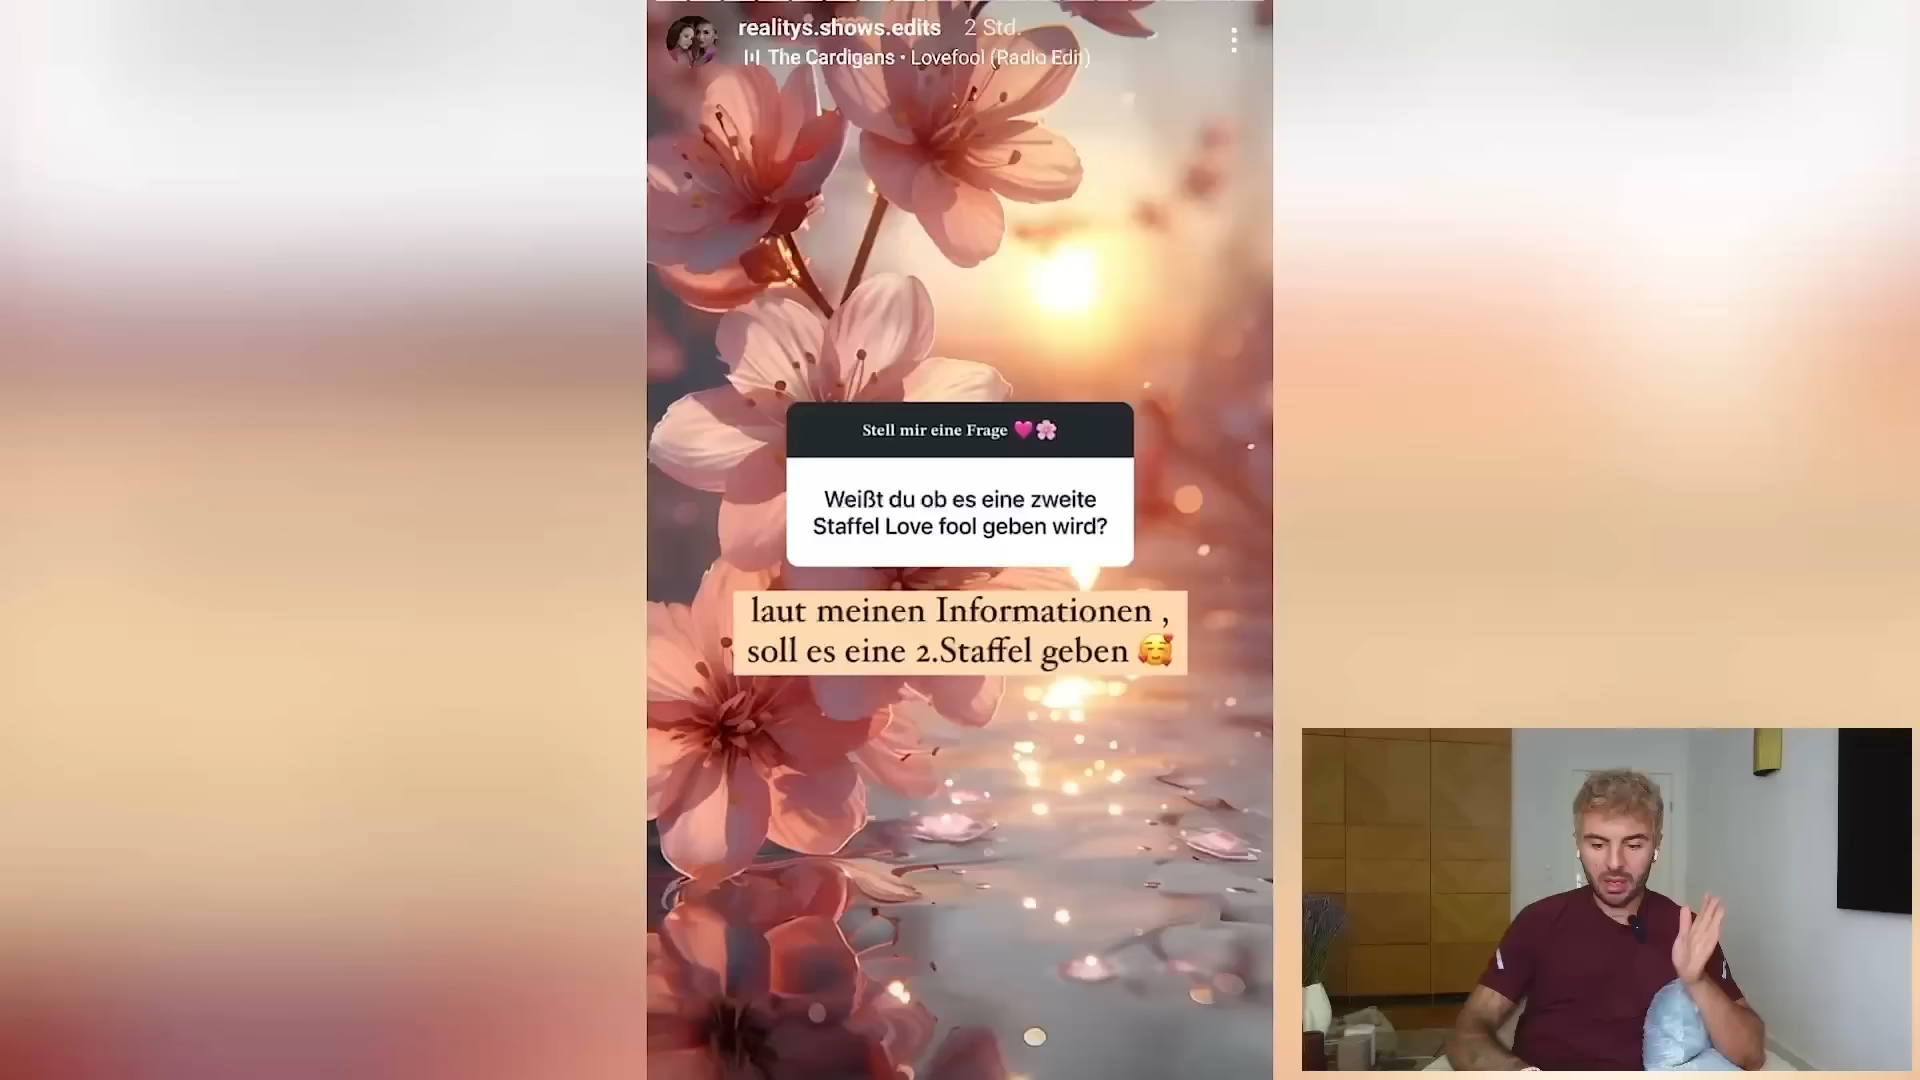 realitys.shows.edits 2 Std.
The Cardigans • Lovefool (Radio Edit)
Stell mir eine Frage 💗🌸
Weißt du ob es eine zweite
Staffel Love fool geben wird?
laut meinen Informationen ,
soll es eine 2.Staffel geben 🥰